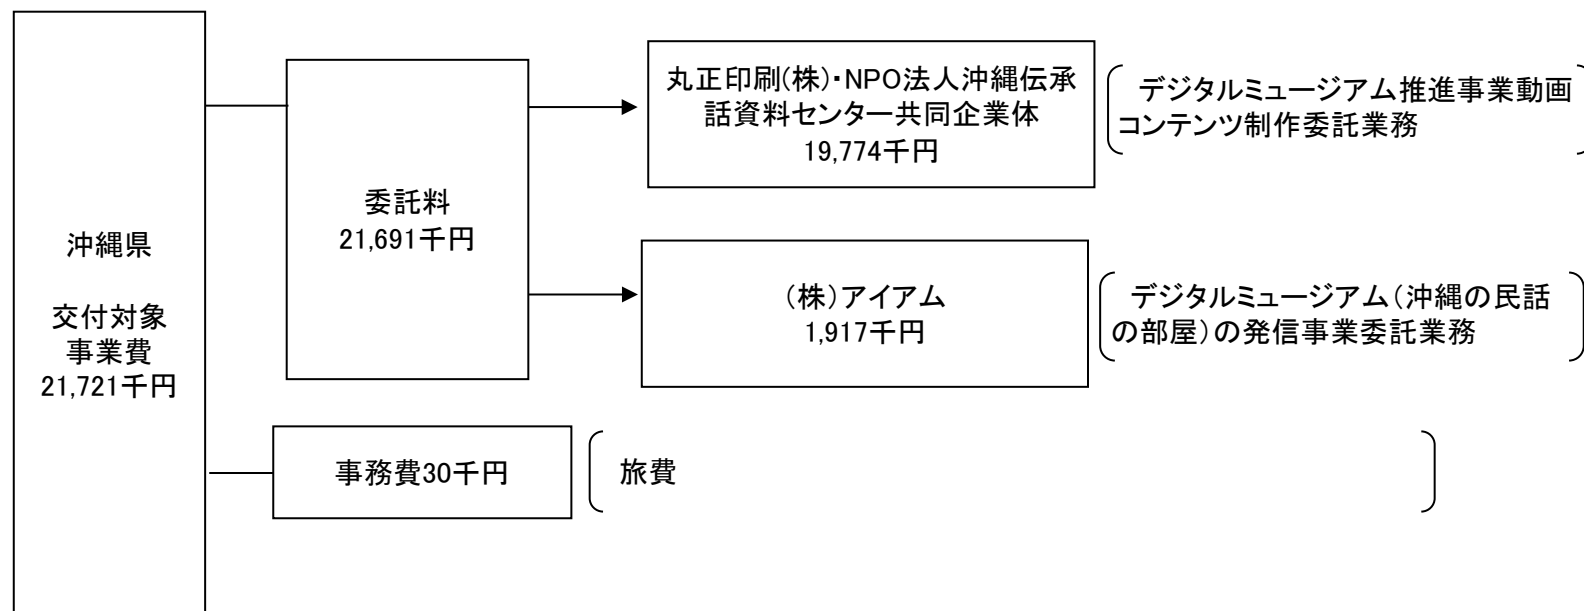 沖縄県
交付対象
事業費
21,721千円
委託料
21,691千円
丸正印刷(株)・NPO法人沖縄伝承
話資料センター共同企業体
19,774千円
デジタルミュージアム推進事業動画
コンテンツ制作委託業務
（株）アイアム
1,917千円
デジタルミュージアム（沖縄の民話
の部屋）の発信事業委託業務
事務費30千円
旅費